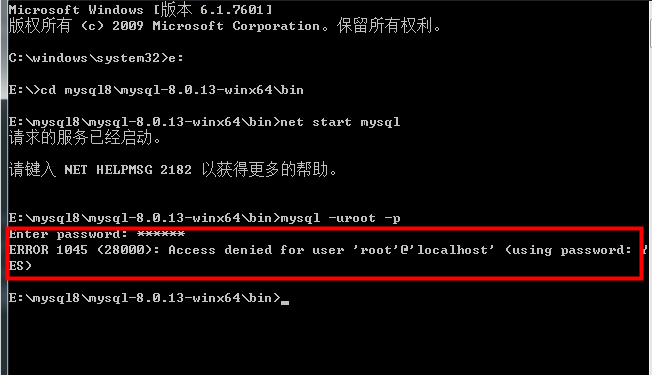 Microsoft Windows [版本 6.1.7601]
版权所有 (c) 2009 Microsoft Corporation。保留所有权利。
C:\windows\system32>e:
E:\>cd mysql8\mysql-8.0.13-winx64\bin
E:\mysql8\mysql-8.0.13-winx64\bin>net start mysql
请求的服务已经启动。
请键入 NET HELPMSG 2182 以获得更多的帮助。
E:\mysql8\mysql-8.0.13-winx64\bin>mysql -uroot -p
Enter password: ******
ERROR 1045 (28000): Access denied for user 'root'@'localhost' (using password: Y
ES)
E:\mysql8\mysql-8.0.13-winx64\bin>_